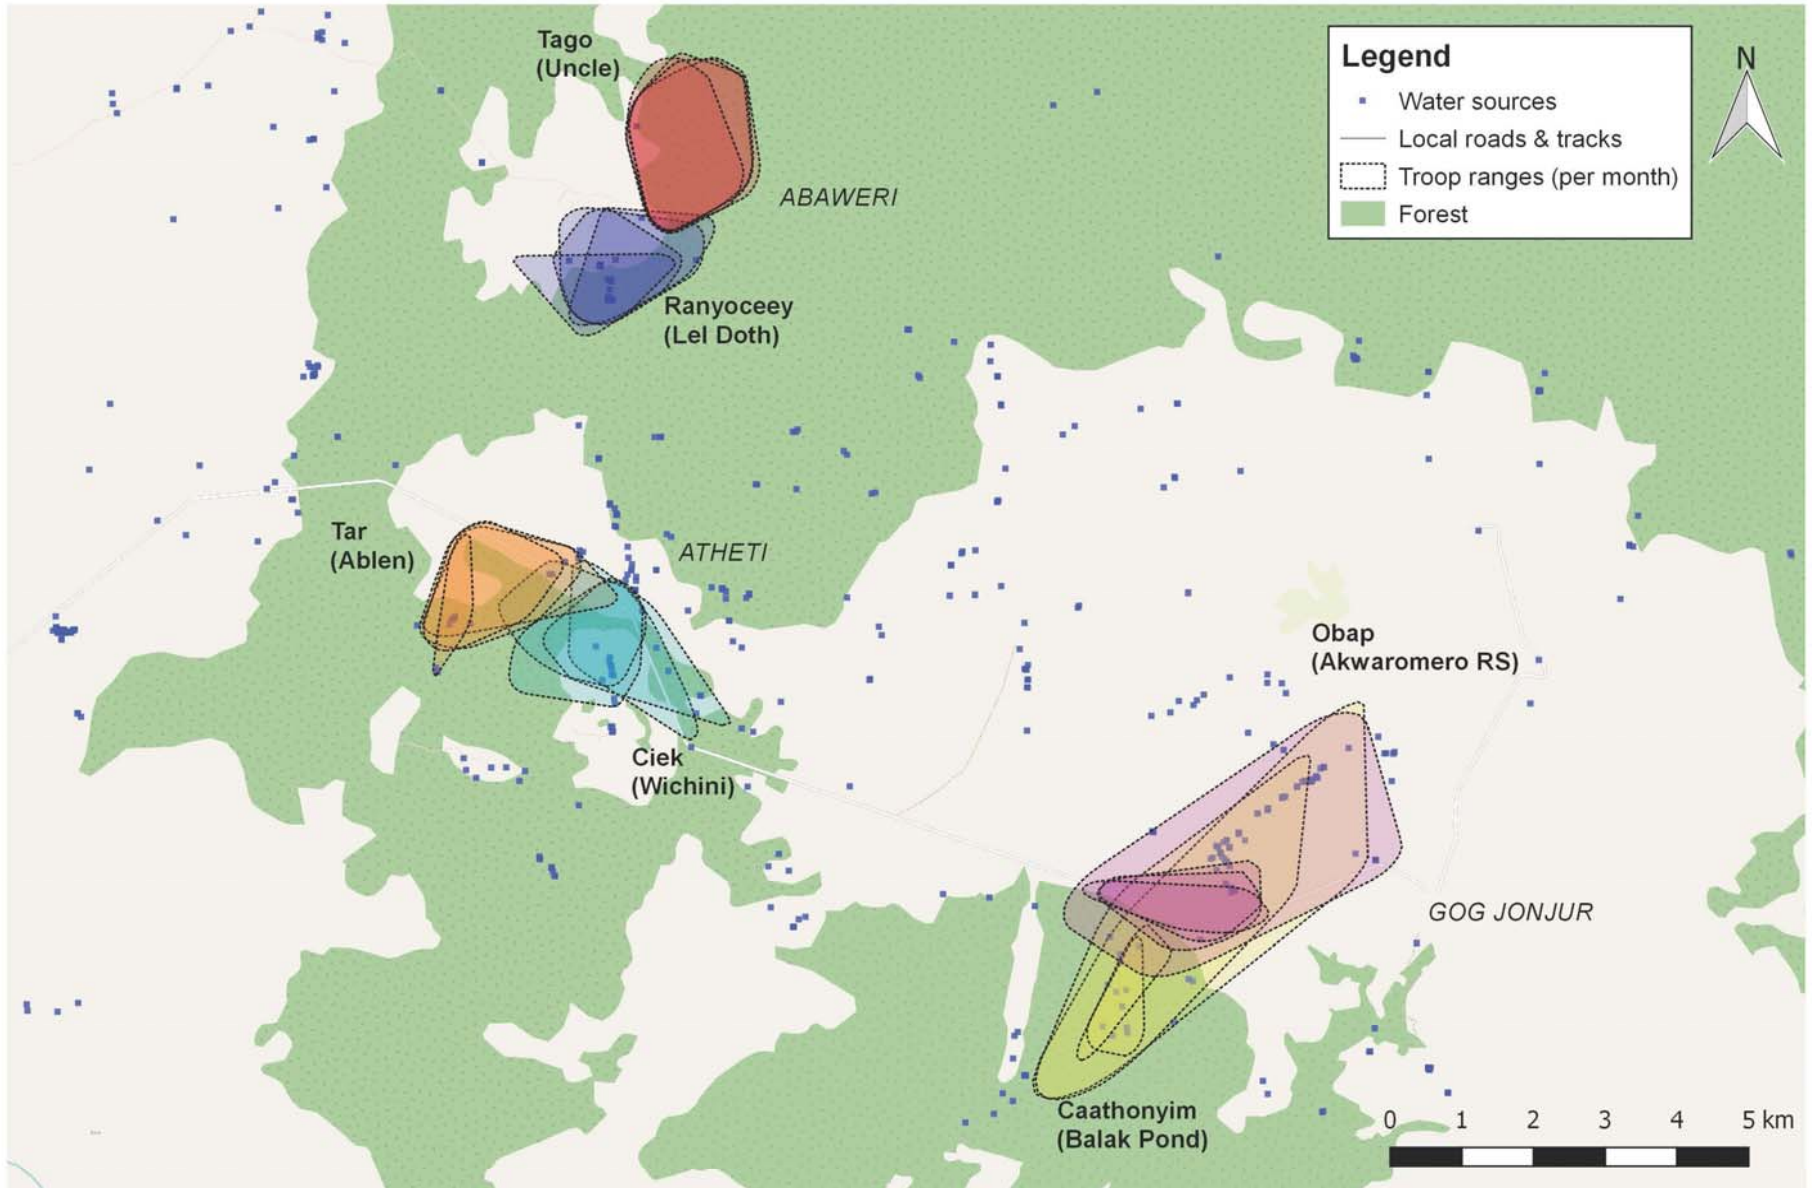 Tago
(Uncle)
Legend
Water sources
Local roads & tracks
Troop ranges (per month)
Forest
N
ABAWERI
Ranyoceey
(Lel Doth)
Tar
(Ablen)
ATHETI
Obap
(Akwaromero RS)
Ciek
(Wichini)
GOG JONJUR
Caathonyim
(Balak Pond)
0 1 2 3 4 5 km